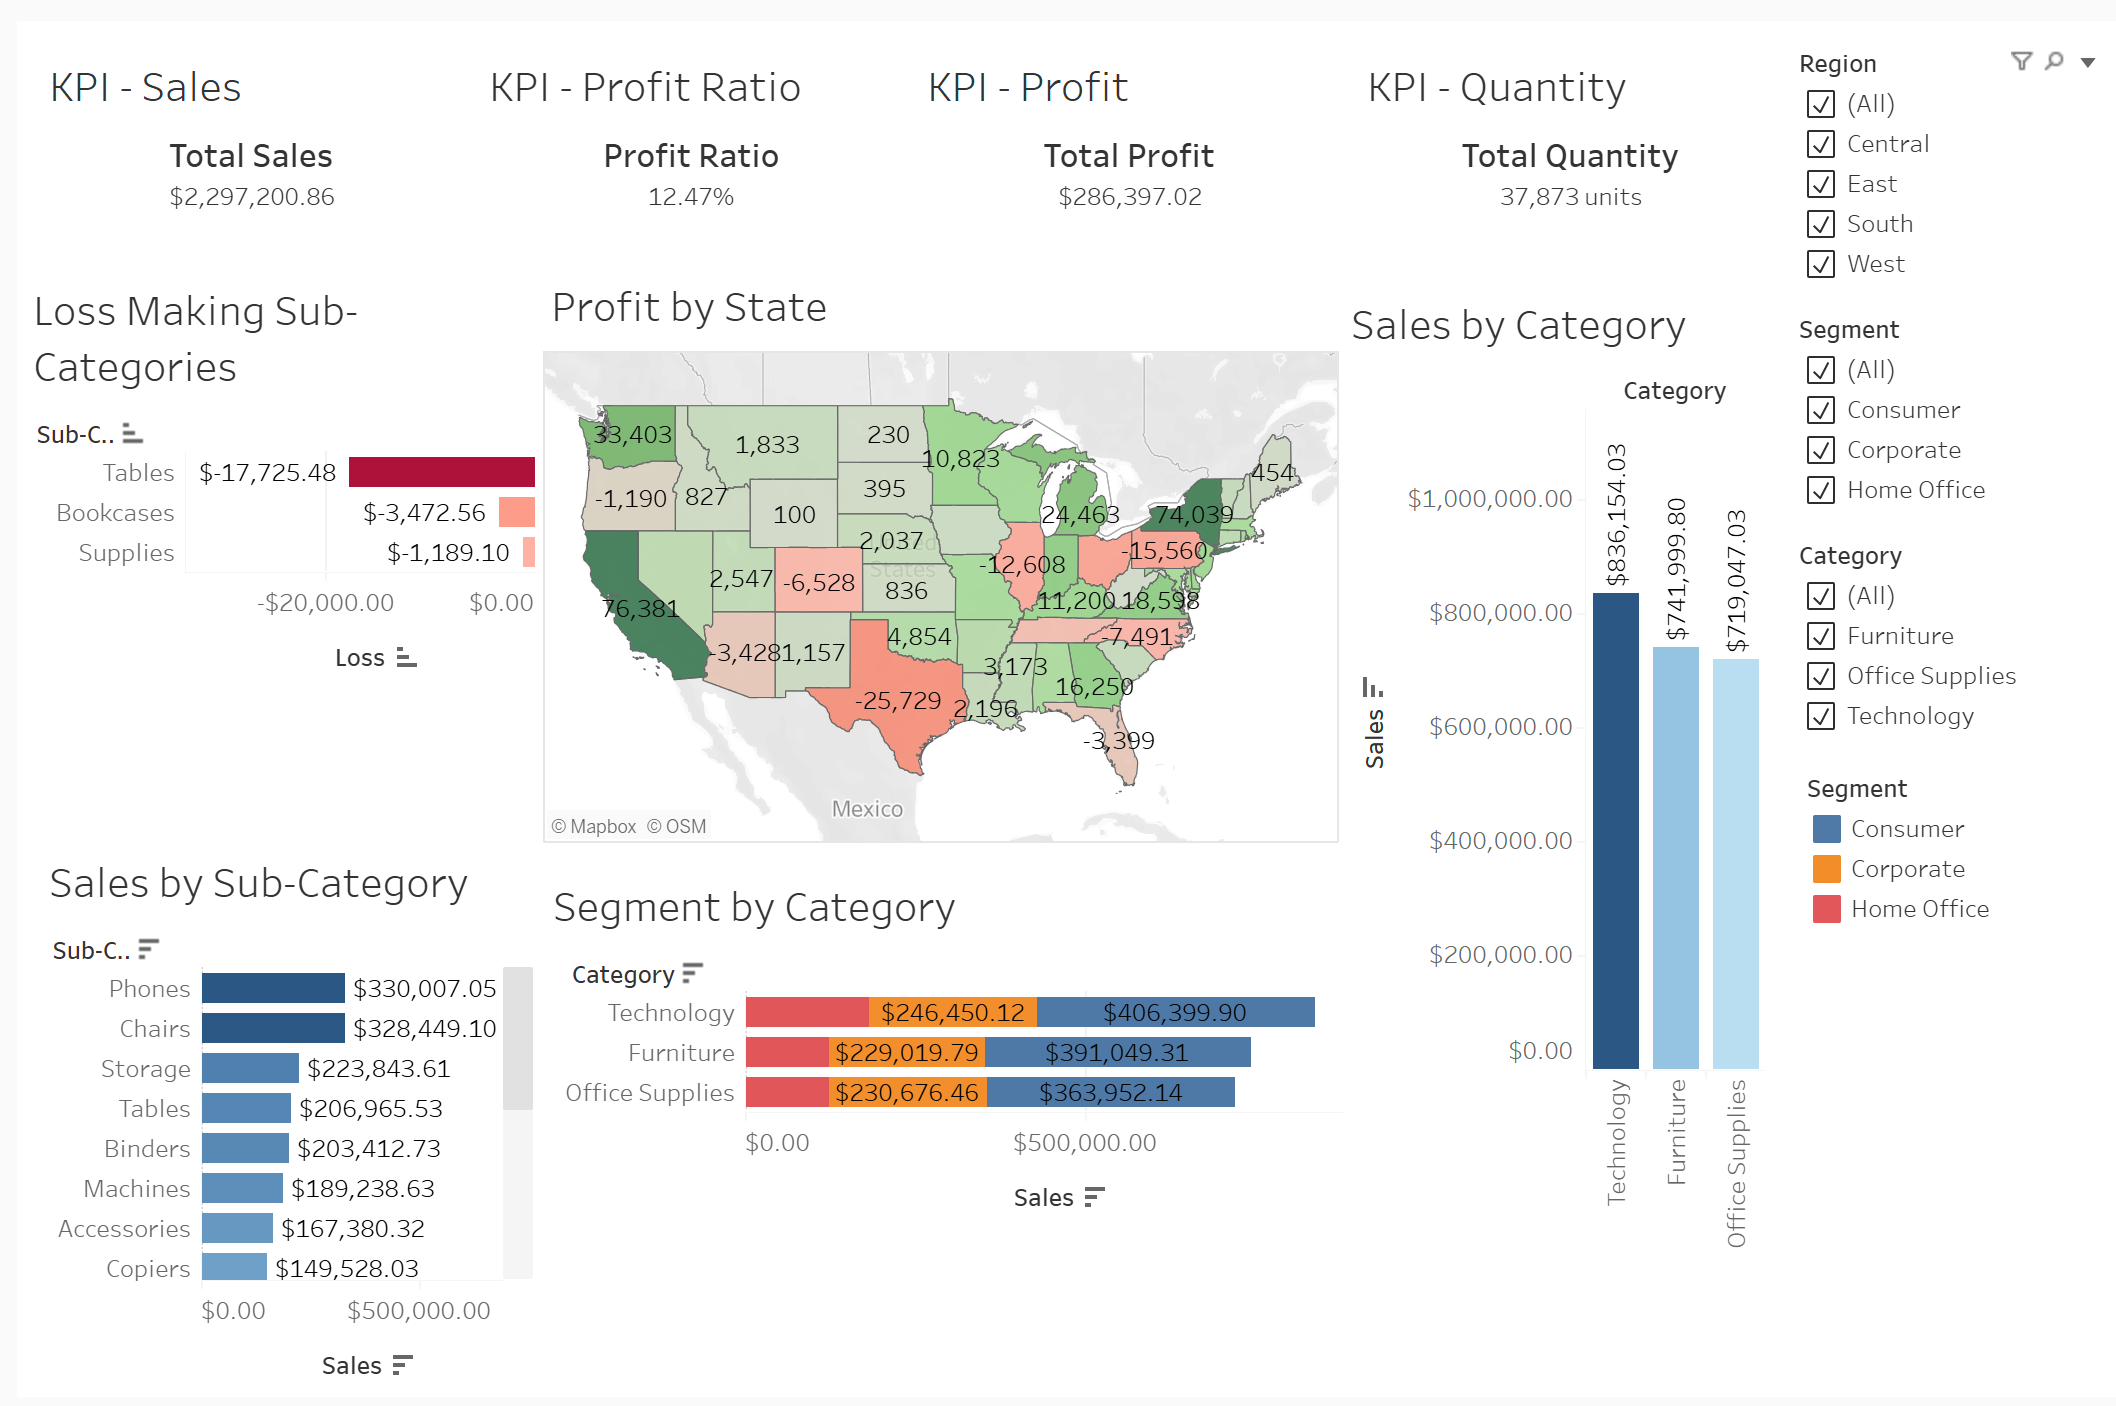 KPI - Sales
Total Sales
$2,297,200.86
KPI - Profit Ratio
Profit Ratio
12.47%
KPI - Profit
Total Profit
$286,397.02
KPI - Quantity
Total Quantity
37,873 units
Region
(All)
Central
East
South
West
Segment
(All)
Consumer
Corporate
Home Office
Category
(All)
Furniture
Office Supplies
Technology
Segment
Consumer
Corporate
Home Office
Loss Making Sub-
Categories
Sub-C..
Tables $-17,725.48
Bookcases $-3,472.56
Supplies $-1,189.10
-$20,000.00 $0.00
Loss
Profit by State
33,403
1,833
230
10,823
454
-1,190
827
395
100
24,463
74,039
2,037
United
States
-15,560
-12,608
2,547
-6,528
836
76,381
11,200
18,598
4,854
-7,491
-3,428
1,157
3,173
16,250
-25,729
2,196
-3,399
Mexico
© Mapbox © OSM
Sales by Category
Category
$1,000,000.00
$800,000.00
$600,000.00
$400,000.00
$200,000.00
$0.00
Sales
$836,154.03
$741,999.80
$719,047.03
Technology
Furniture
Office Supplies
Sales by Sub-Category
Sub-C..
Phones $330,007.05
Chairs $328,449.10
Storage $223,843.61
Tables $206,965.53
Binders $203,412.73
Machines $189,238.63
Accessories $167,380.32
Copiers $149,528.03
$0.00 $500,000.00
Sales
Segment by Category
Category
Technology $246,450.12 $406,399.90
Furniture $229,019.79 $391,049.31
Office Supplies $230,676.46 $363,952.14
$0.00 $500,000.00
Sales